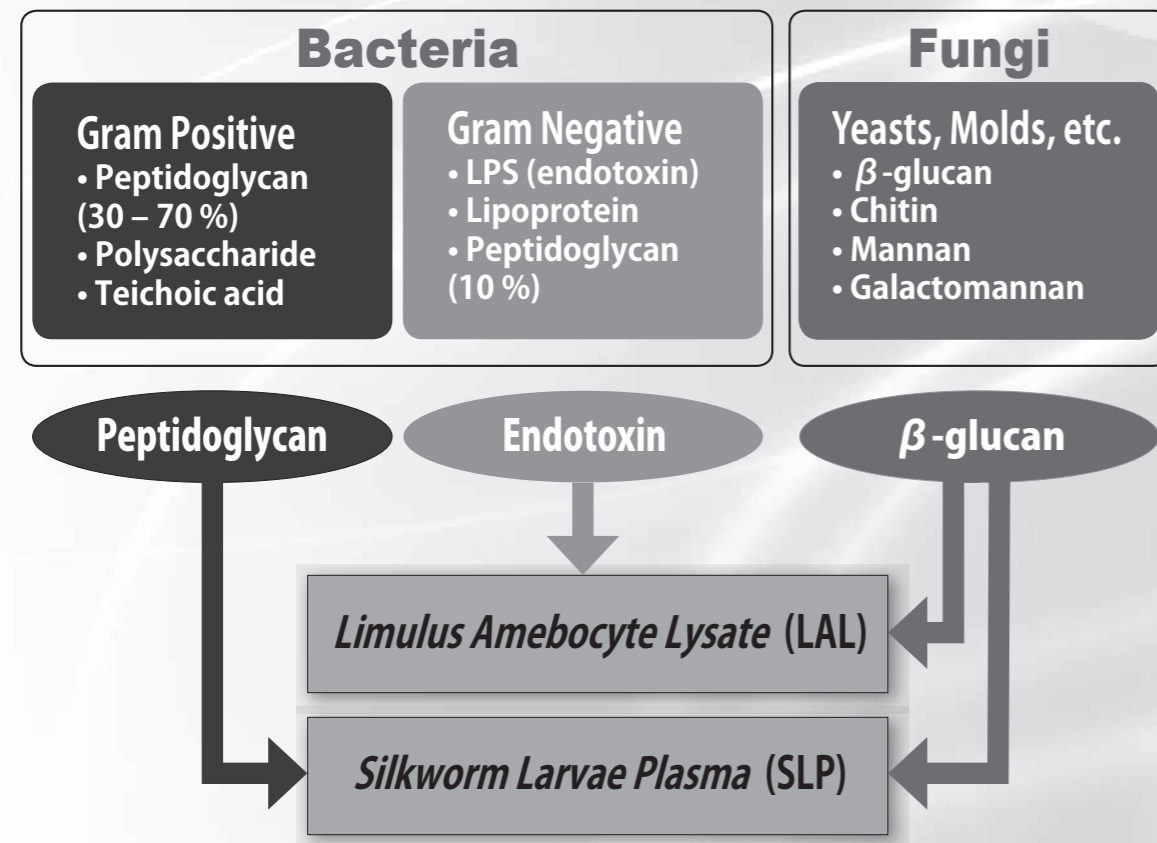 Bacteria
Gram Positive
• Peptidoglycan
(30 – 70 %)
• Polysaccharide
• Teichoic acid
Gram Negative
• LPS (endotoxin)
• Lipoprotein
• Peptidoglycan
(10 %)
Fungi
Yeasts, Molds, etc.
• β-glucan
• Chitin
• Mannan
• Galactomannan
Peptidoglycan
Endotoxin
β-glucan
Limulus Amebocyte Lysate (LAL)
Silkworm Larvae Plasma (SLP)